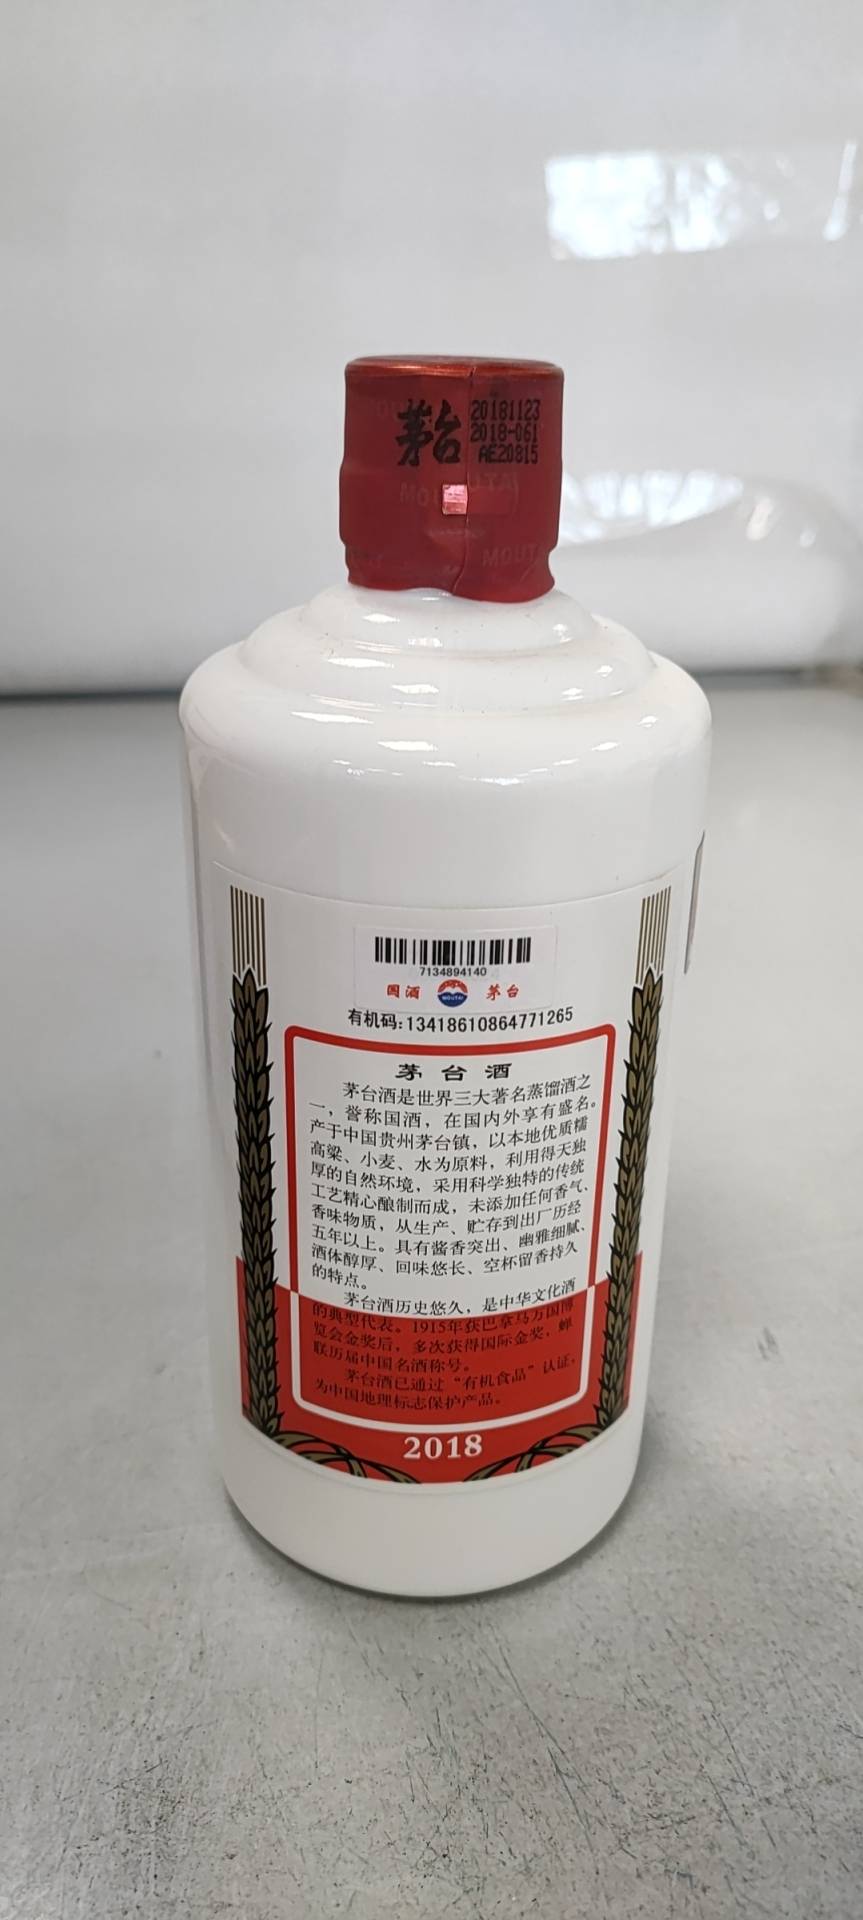 茅台
20181123
2018-061
AE20815
MOUTAI
MOUT
7134894140
国酒
MOUTAI
茅台
有机码:13418610864771265
茅台酒
茅台酒是世界三大著名蒸馏酒之
一，誉称国酒，在国内外享有盛名。
产于中国贵州茅台镇，以本地优质糯
高粱、小麦、水为原料，利用得天独
厚的自然环境，采用科学独特的传统
工艺精心酿制而成，未添加任何香气、
香味物质，从生产、贮存到出厂历经
五年以上。具有酱香突出、幽雅细腻、
酒体醇厚、回味悠长、空杯留香持久
的特点。
茅台酒历史悠久，是中华文化酒
的典型代表。1915年获巴拿马万国博
览会金奖后，多次获得国际金奖，蝉
联历届中国名酒称号。
茅台酒已通过“有机食品”认证，
为中国地理标志保护产品。
2018